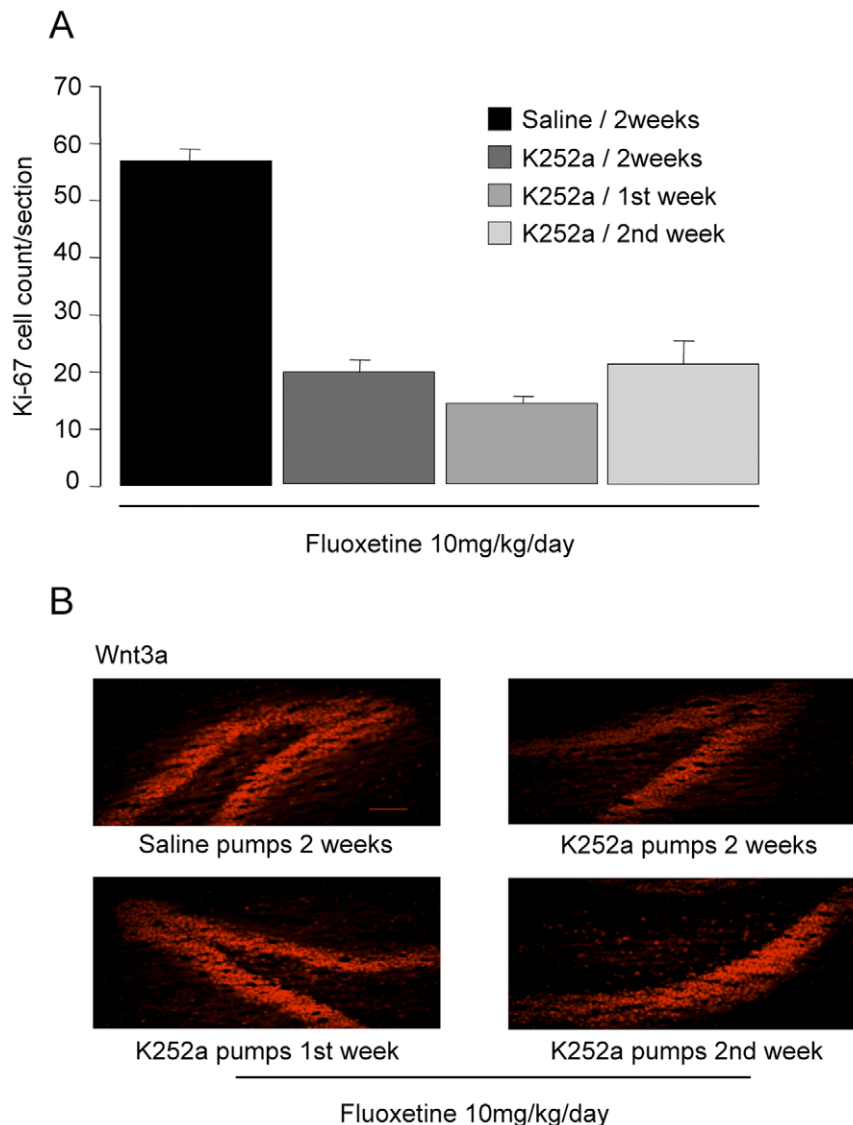 A
70
60
50
40
30
20
10
0
Ki-67 cell count/section
Saline / 2weeks
K252a / 2weeks
K252a / 1st week
K252a / 2nd week
Fluoxetine 10mg/kg/day
B
Wnt3a
Saline pumps 2 weeks
K252a pumps 2 weeks
K252a pumps 1st week
K252a pumps 2nd week
Fluoxetine 10mg/kg/day